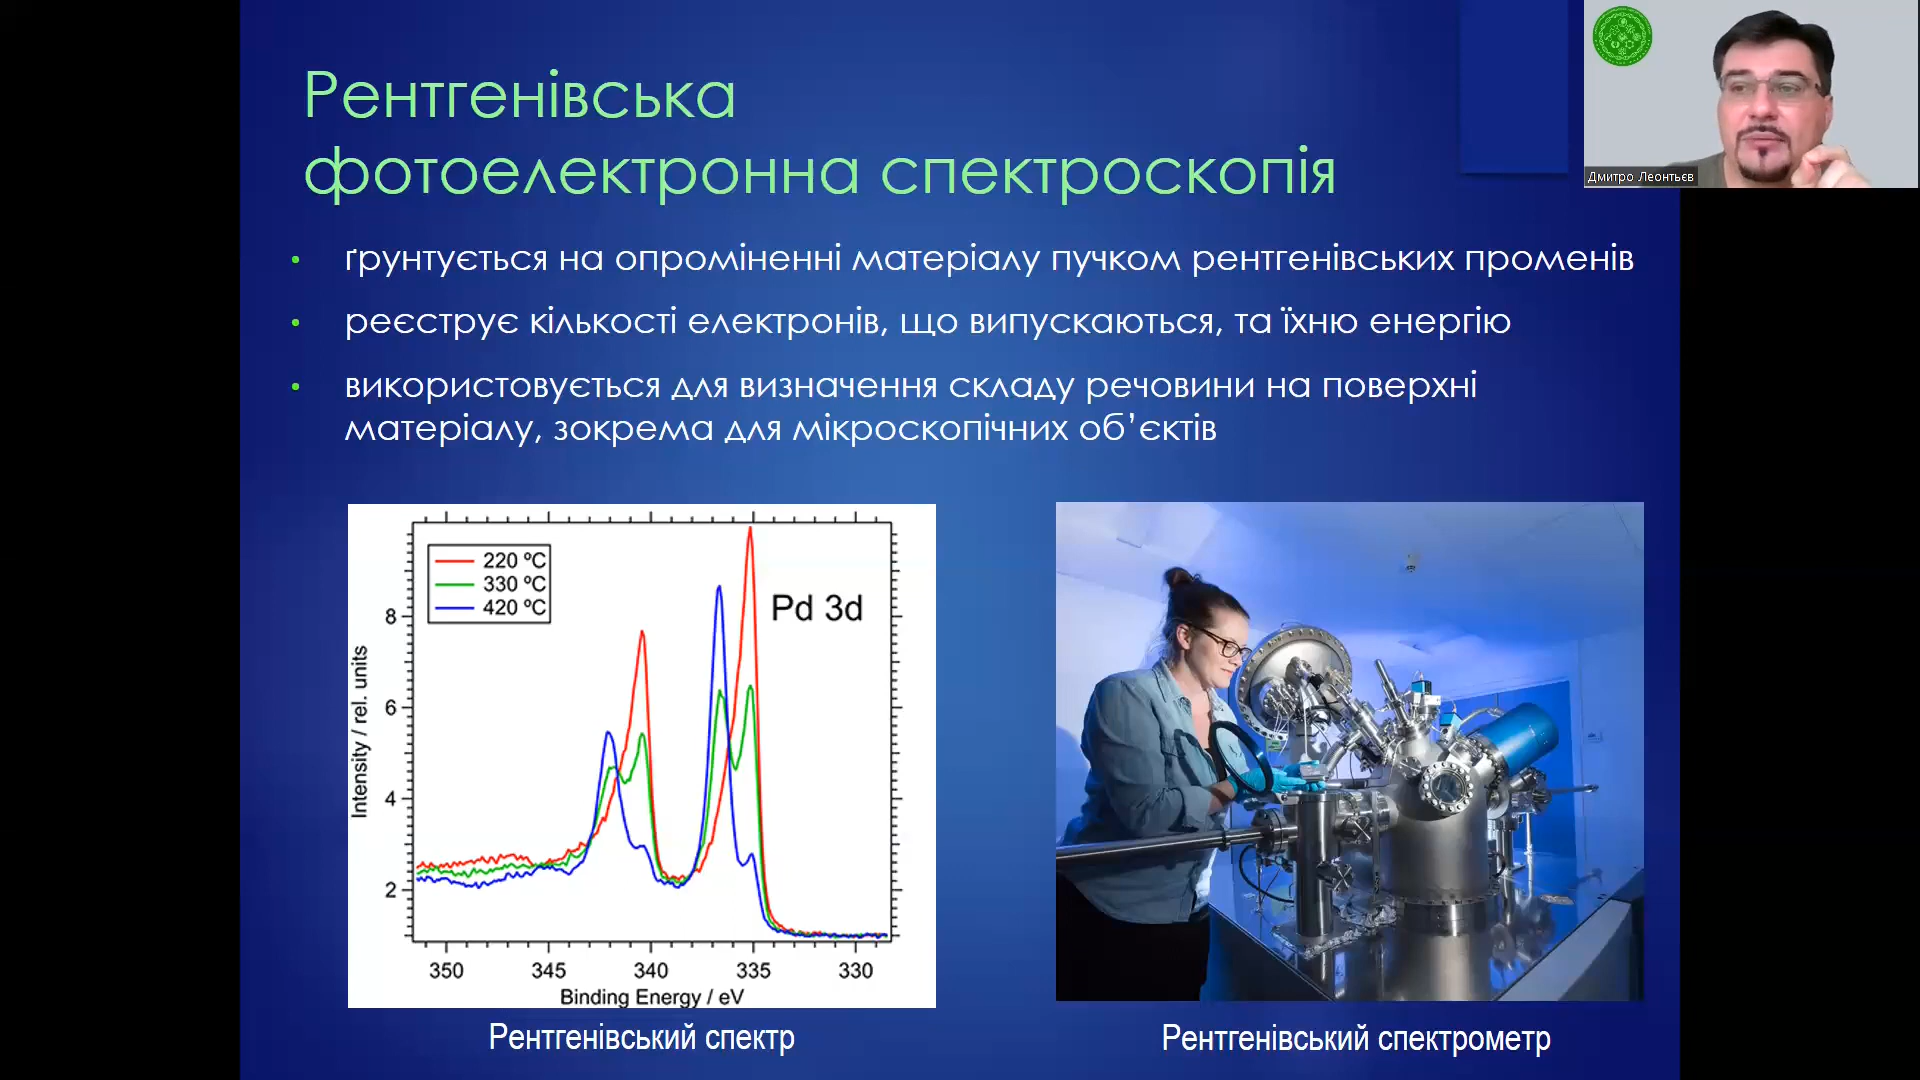 Рентгенівська
фотоелектронна спектроскопія
• ґрунтується на опроміненні матеріалу пучком рентгенівських променів
• реєструє кількості електронів, що випускаються, та їхню енергію
• використовується для визначення складу речовини на поверхні
матеріалу, зокрема для мікроскопічних об’єктів
Дмитро Леонтьєв
220 ºC
330 ºC
420 ºC
Pd 3d
Intensity / rel. units
8
6
4
2
350 345 340 335 330
Binding Energy / eV
Рентгенівський спектр
Рентгенівський спектрометр